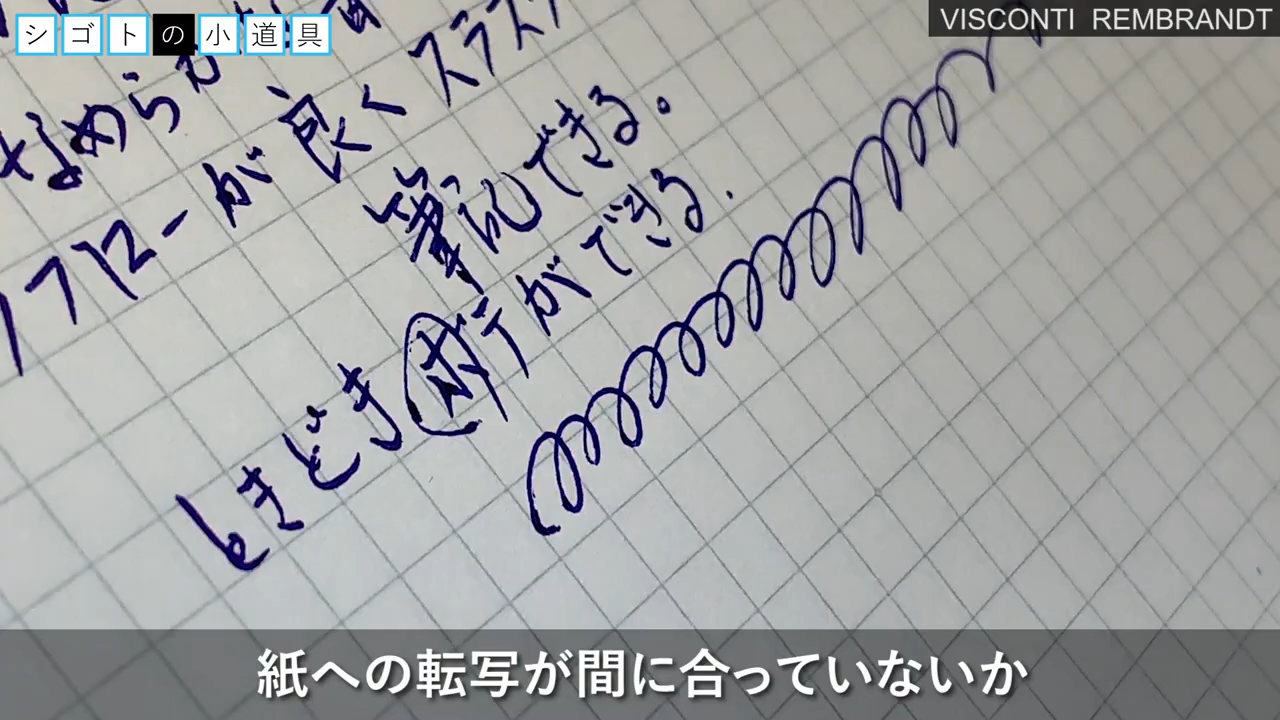 シゴトの小道具
VISCONTI REMBRANDT
なめらか
フローが良くスラスラ
筆記できる。
ときどき ができる.
紙への転写が間に合っていないか